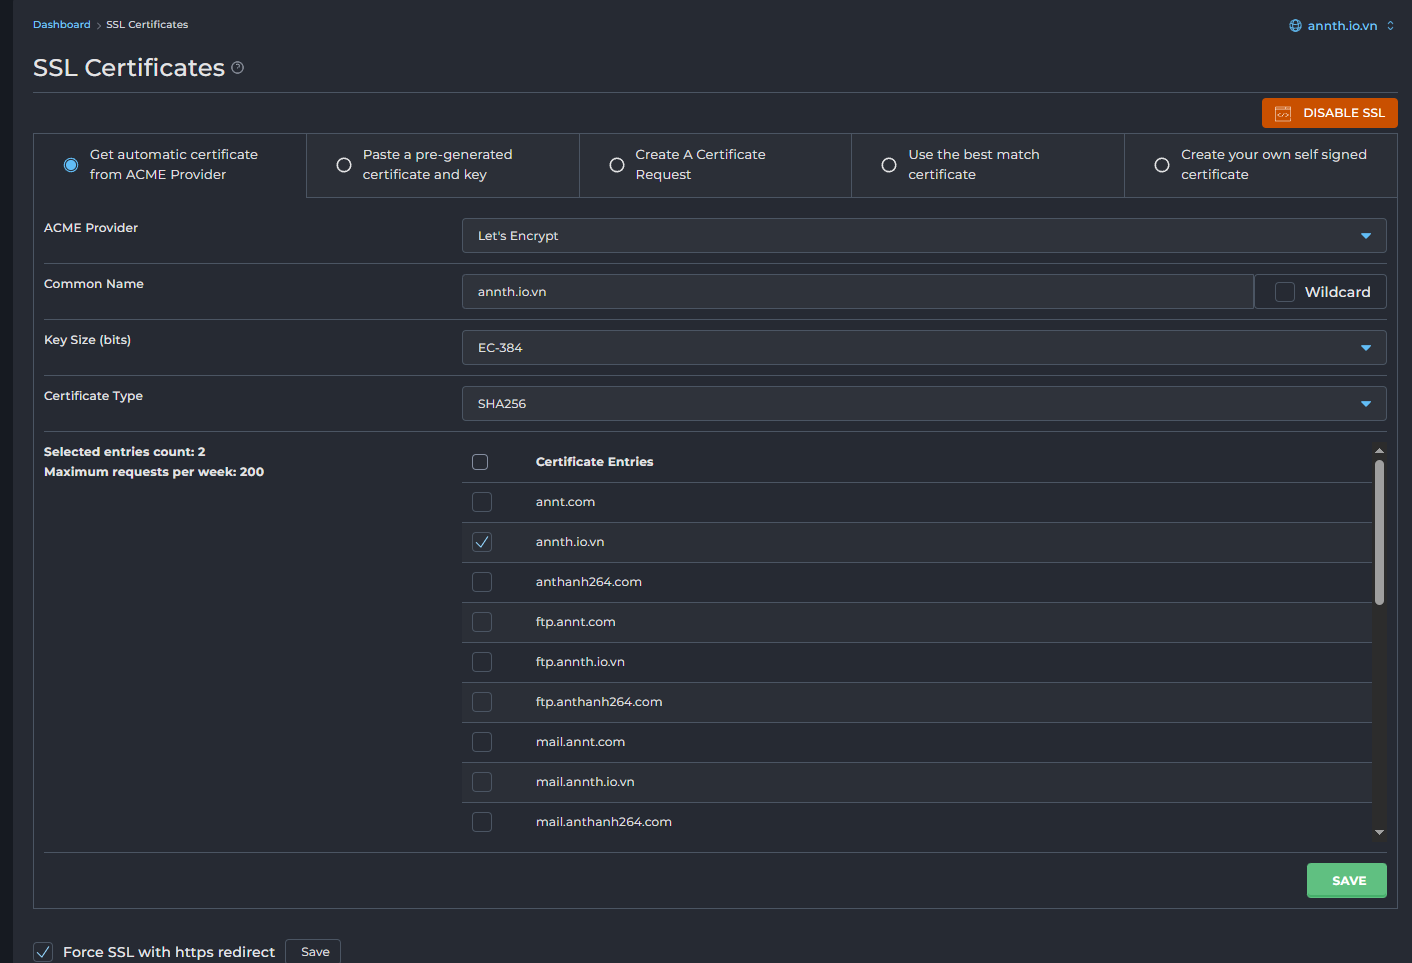 Dashboard > SSL Certificates
annth.io.vn
SSL Certificates
DISABLE SSL
Get automatic certificate
from ACME Provider
Paste a pre-generated
certificate and key
Create A Certificate
Request
Use the best match
certificate
Create your own self signed
certificate
ACME Provider
Let's Encrypt
Common Name
annth.io.vn
Wildcard
Key Size (bits)
EC-384
Certificate Type
SHA256
Selected entries count: 2
Maximum requests per week: 200
Certificate Entries
annt.com
annth.io.vn
anthanh264.com
ftp.annt.com
ftp.annth.io.vn
ftp.anthanh264.com
mail.annt.com
mail.annth.io.vn
mail.anthanh264.com
SAVE
Force SSL with https redirect
Save